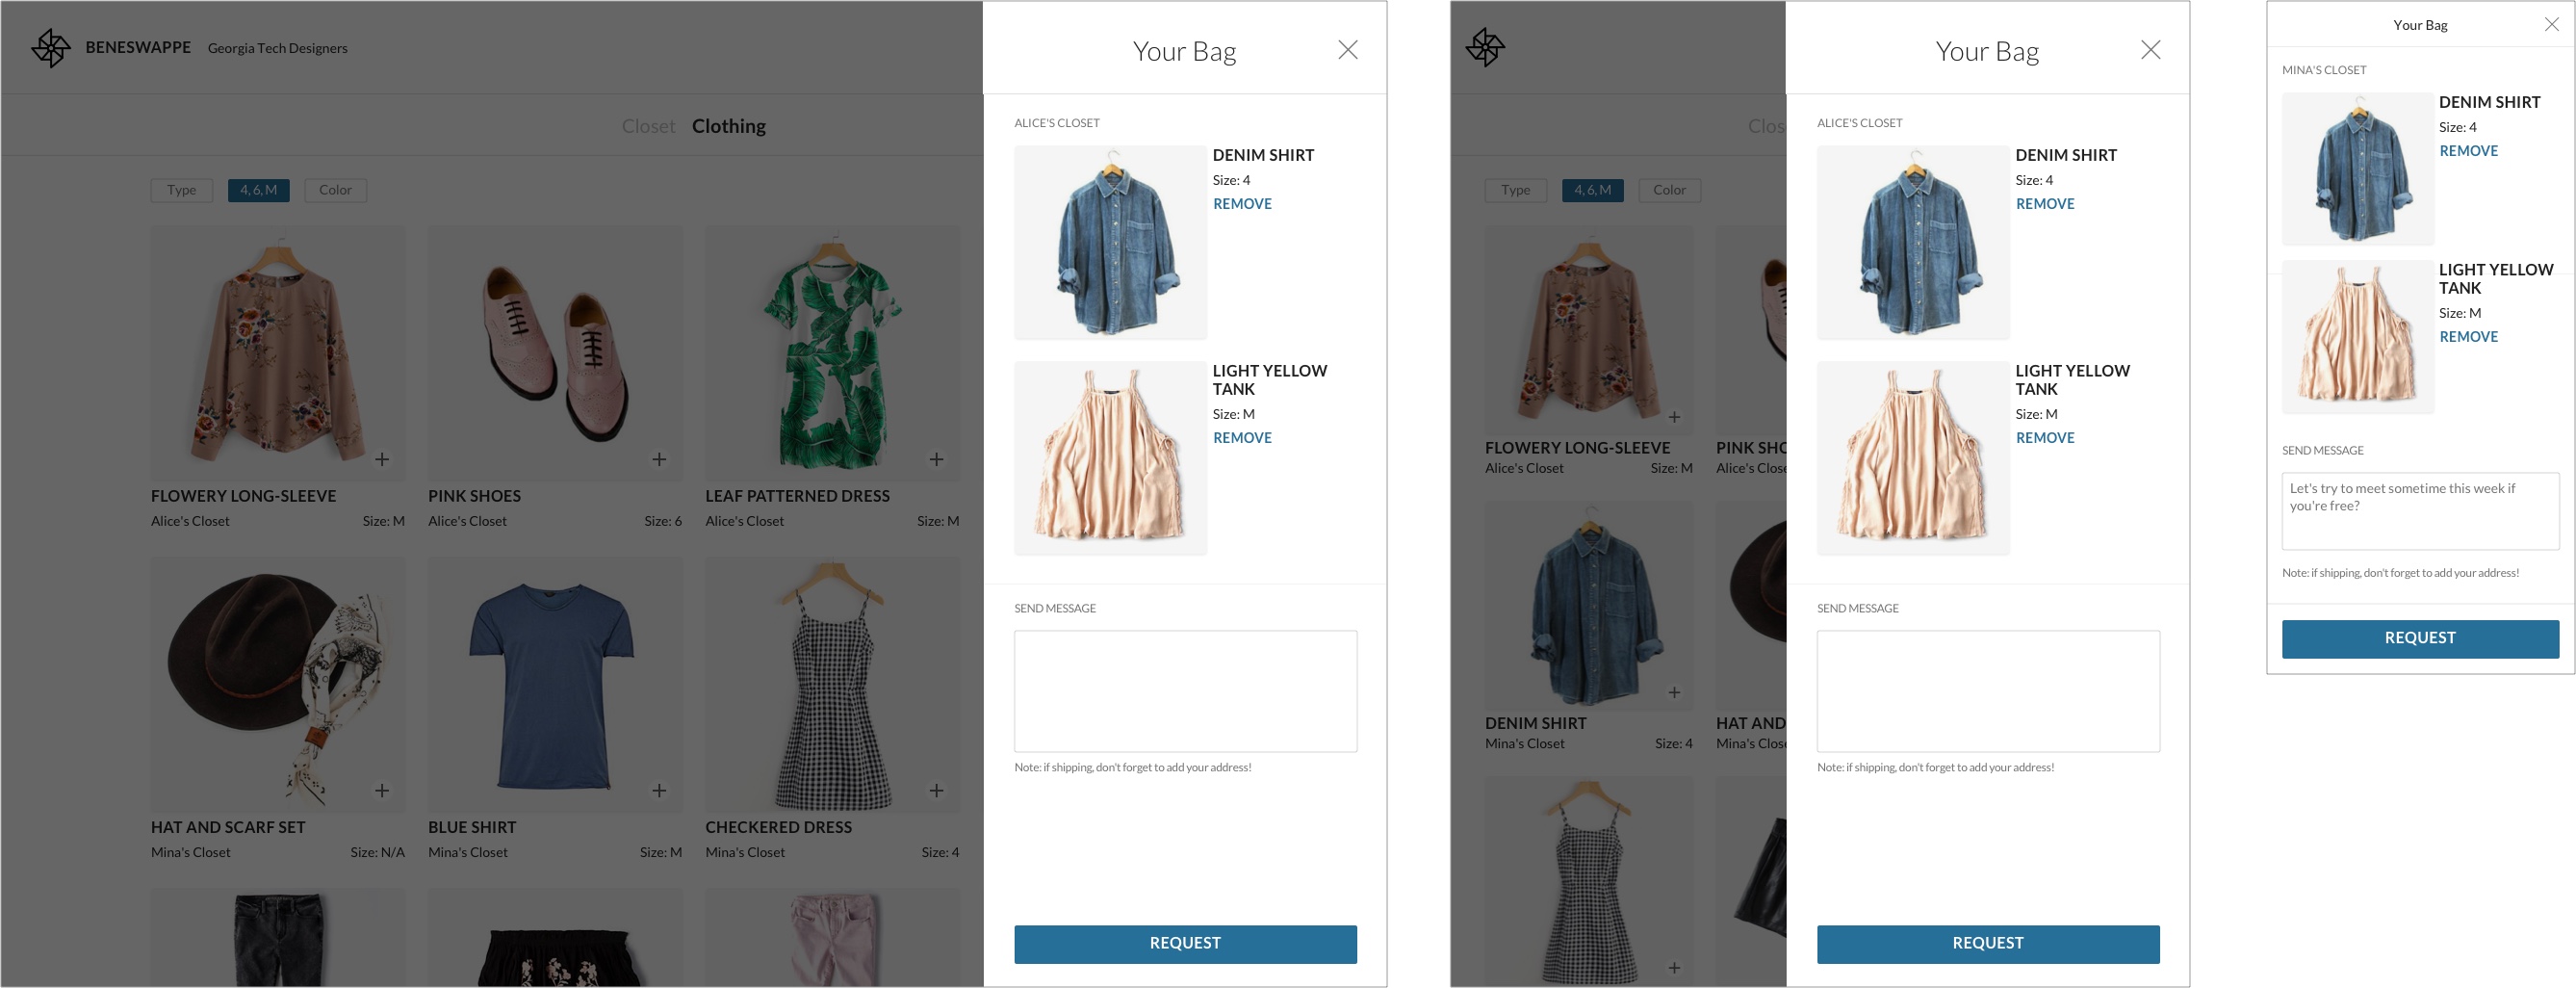 BENESWAPPE Georgia Tech Designers
Closet Clothing
Type 4, 6, M Color
FLOWERY LONG-SLEEVE
Alice's Closet Size: M
PINK SHOES
Alice's Closet Size: 6
LEAF PATTERNED DRESS
Alice's Closet Size: M
HAT AND SCARF SET
Mina's Closet Size: N/A
BLUE SHIRT
Mina's Closet Size: M
CHECKERED DRESS
Mina's Closet Size: 4
Your Bag
ALICE'S CLOSET
DENIM SHIRT
Size: 4
REMOVE
LIGHT YELLOW
TANK
Size: M
REMOVE
SEND MESSAGE
Note: if shipping, don't forget to add your address!
REQUEST
Clos
Type 4, 6, M Color
FLOWERY LONG-SLEEVE
Alice's Closet Size: M
PINK SHO
Alice's Close
DENIM SHIRT
Mina's Closet Size: 4
HAT AND
Mina's Close
Your Bag
ALICE'S CLOSET
DENIM SHIRT
Size: 4
REMOVE
LIGHT YELLOW
TANK
Size: M
REMOVE
SEND MESSAGE
Note: if shipping, don't forget to add your address!
REQUEST
Your Bag
MINA'S CLOSET
DENIM SHIRT
Size: 4
REMOVE
LIGHT YELLOW
TANK
Size: M
REMOVE
SEND MESSAGE
Let's try to meet sometime this week if
you're free?
Note: if shipping, don't forget to add your address!
REQUEST